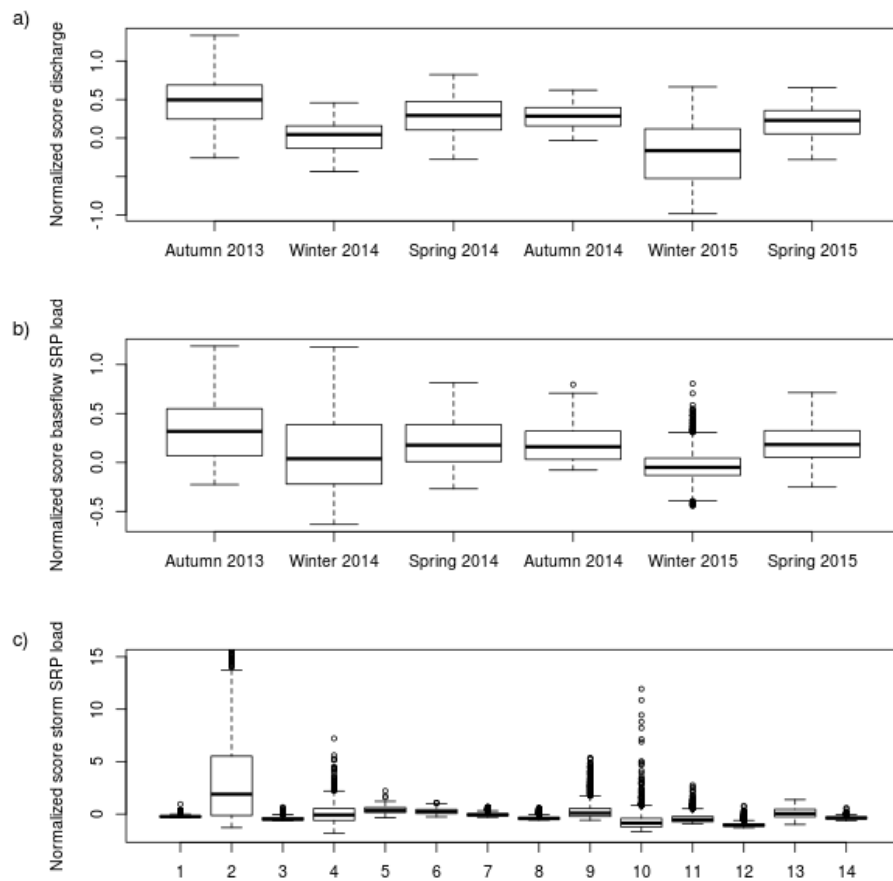 a)
Normalized score discharge
1.0
0.5
0.0
-1.0
Autumn 2013 Winter 2014 Spring 2014 Autumn 2014 Winter 2015 Spring 2015
b)
Normalized score baseflow SRP load
1.0
0.5
0.0
-0.5
Autumn 2013 Winter 2014 Spring 2014 Autumn 2014 Winter 2015 Spring 2015
c)
Normalized score storm SRP load
15
10
5
0
1 2 3 4 5 6 7 8 9 10 11 12 13 14